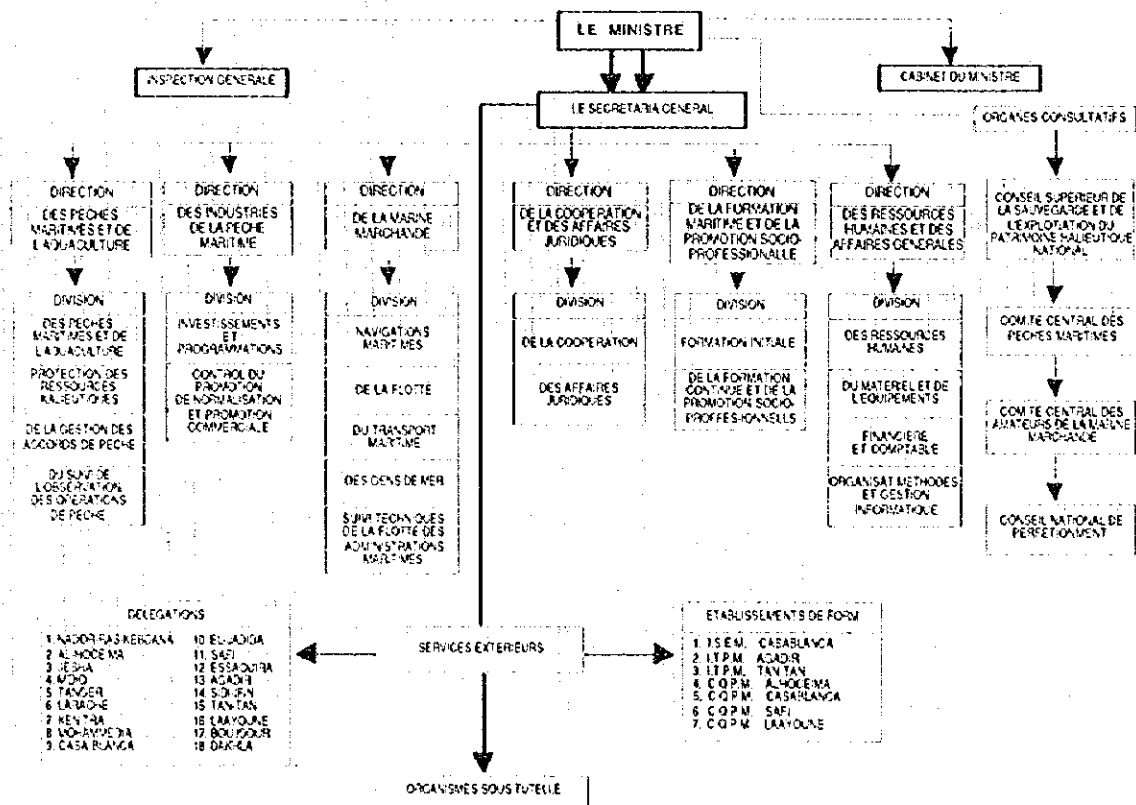 LE MINISTRE
INSPECTION GENERALE
CABINET DU MINISTRE
LE SECRETARIA GENERAL
ORGANES CONSULTATIFS
DIRECTION
DES PECHES
MARITIMES ET DE
L'AQUACULTURE
DIRECTION
DES INDUSTRIES
DE LA PECHE
MARITIME
DIRECTION
DE LA MARINE
MARCHANDE
DIRECTION
DE LA COOPERATION
ET DES AFFAIRES
JURIDIQUES
DIRECTION
DE LA FORMATION
MARITIME ET DE LA
PROMOTION SOCIO-
PROFESSIONALLE
DIRECTION
DES RESSOURCES
HUMAINES ET DES
AFFAIRES GENERALES
CONSEIL SUPERIEUR DE
LA SAUVEGARDE ET DE
L'EXPLOITATION DU
PATRIMOINE HALIEUTIQUE
NATIONAL
DIVISION
DES PECHES
MARITIMES ET DE
L'AQUACULTURE
PROTECTION DES
RESSOURCES
HALIEUTIQUES
DE LA GESTION DES
ACCORDS DE PECHE
DU SUIVI DE
L'OBSERVATION
DES OPERATIONS
DE PECHE
DIVISION
INVESTISSEMENTS
ET
PROGRAMMATIONS
CONTROL DU
PROMOTION
DE NORMALISATION
ET PROMOTION
COMMERCIALE
DIVISION
NAVIGATIONS
MARITIMES
DE LA FLOTTE
DU TRANSPORT
MARITIME
DES GENS DE MER
SUIVI TECHNIQUES
DE LA FLOTTE DES
ADMINISTRATIONS
MARITIMES
DIVISION
DE LA COOPERATION
DES AFFAIRES
JURIDIQUES
DIVISION
FORMATION INITIALE
DE LA FORMATION
CONTINUE ET DE LA
PROMOTION SOCIO-
PROFFESSIONNELLS
DIVISION
DES RESSOURCES
HUMAINES
DU MATERIEL ET DE
L'EQUIPEMENTS
FINANCIERE
ET COMPTABLE
ORGANISAT METHODES
ET GESTION
INFORMATIQUE
COMITE CENTRAL DES
PECHES MARITIMES
COMITE CENTRAL DES
AMATEURS DE LA MARINE
MARCHANDE
CONSEIL NATIONAL DE
PERFETIONMENT
DELEGATIONS
1. NADOR RAS KEBDANA
2 AL HOCEIMA
3 JEBHA
4 MDIQ
5 TANGER
6 LARACHE
7 KENITRA
8 MOHAMMEDIA
9. CASA BLANCA
10 EL JADIDA
11 SAFI
12 ESSAOUIRA
13 AGADIR
14 SIDI IFNI
15 TAN-TAN
16 LAAYOUNE
17 BOUJDOUR
18 DAKHLA
SERVICES EXTERIEURS
ETABLISSEMENTS DE FORM
1. I.S.E.M. CASABLANCA
2 I.T.P.M. AGADIR
3 I.T.P.M. TAN TAN
4 C.Q.P.M. ALHOCEIMA
5 C.Q.P.M. CASABLANCA
6 C.Q.P.M. SAFI
7 C.Q.P.M. LAAYOUNE
ORGANISMES SOUS TUTELLE